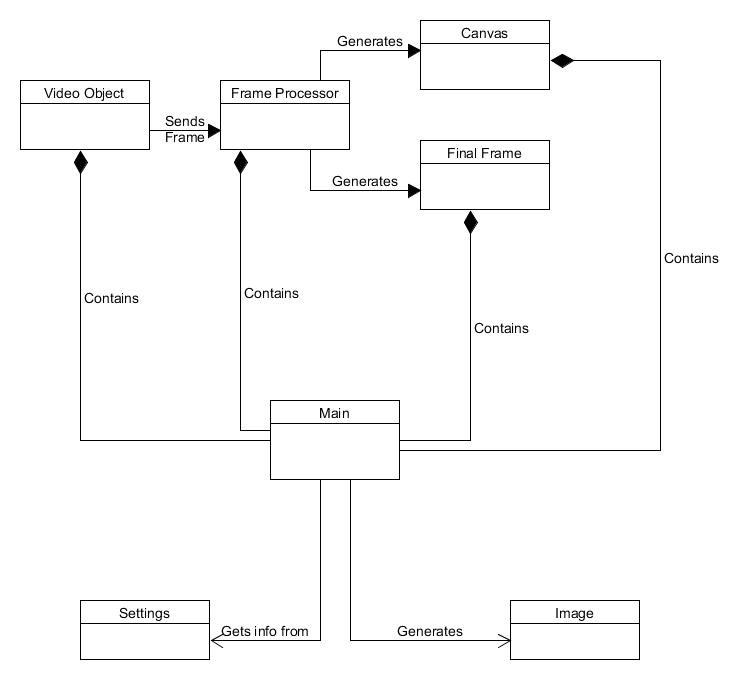 Canvas
Generates
Video Object
Frame Processor
Sends
Frame
Final Frame
Generates
Contains
Contains
Contains
Contains
Main
Settings
Image
Gets info from
Generates